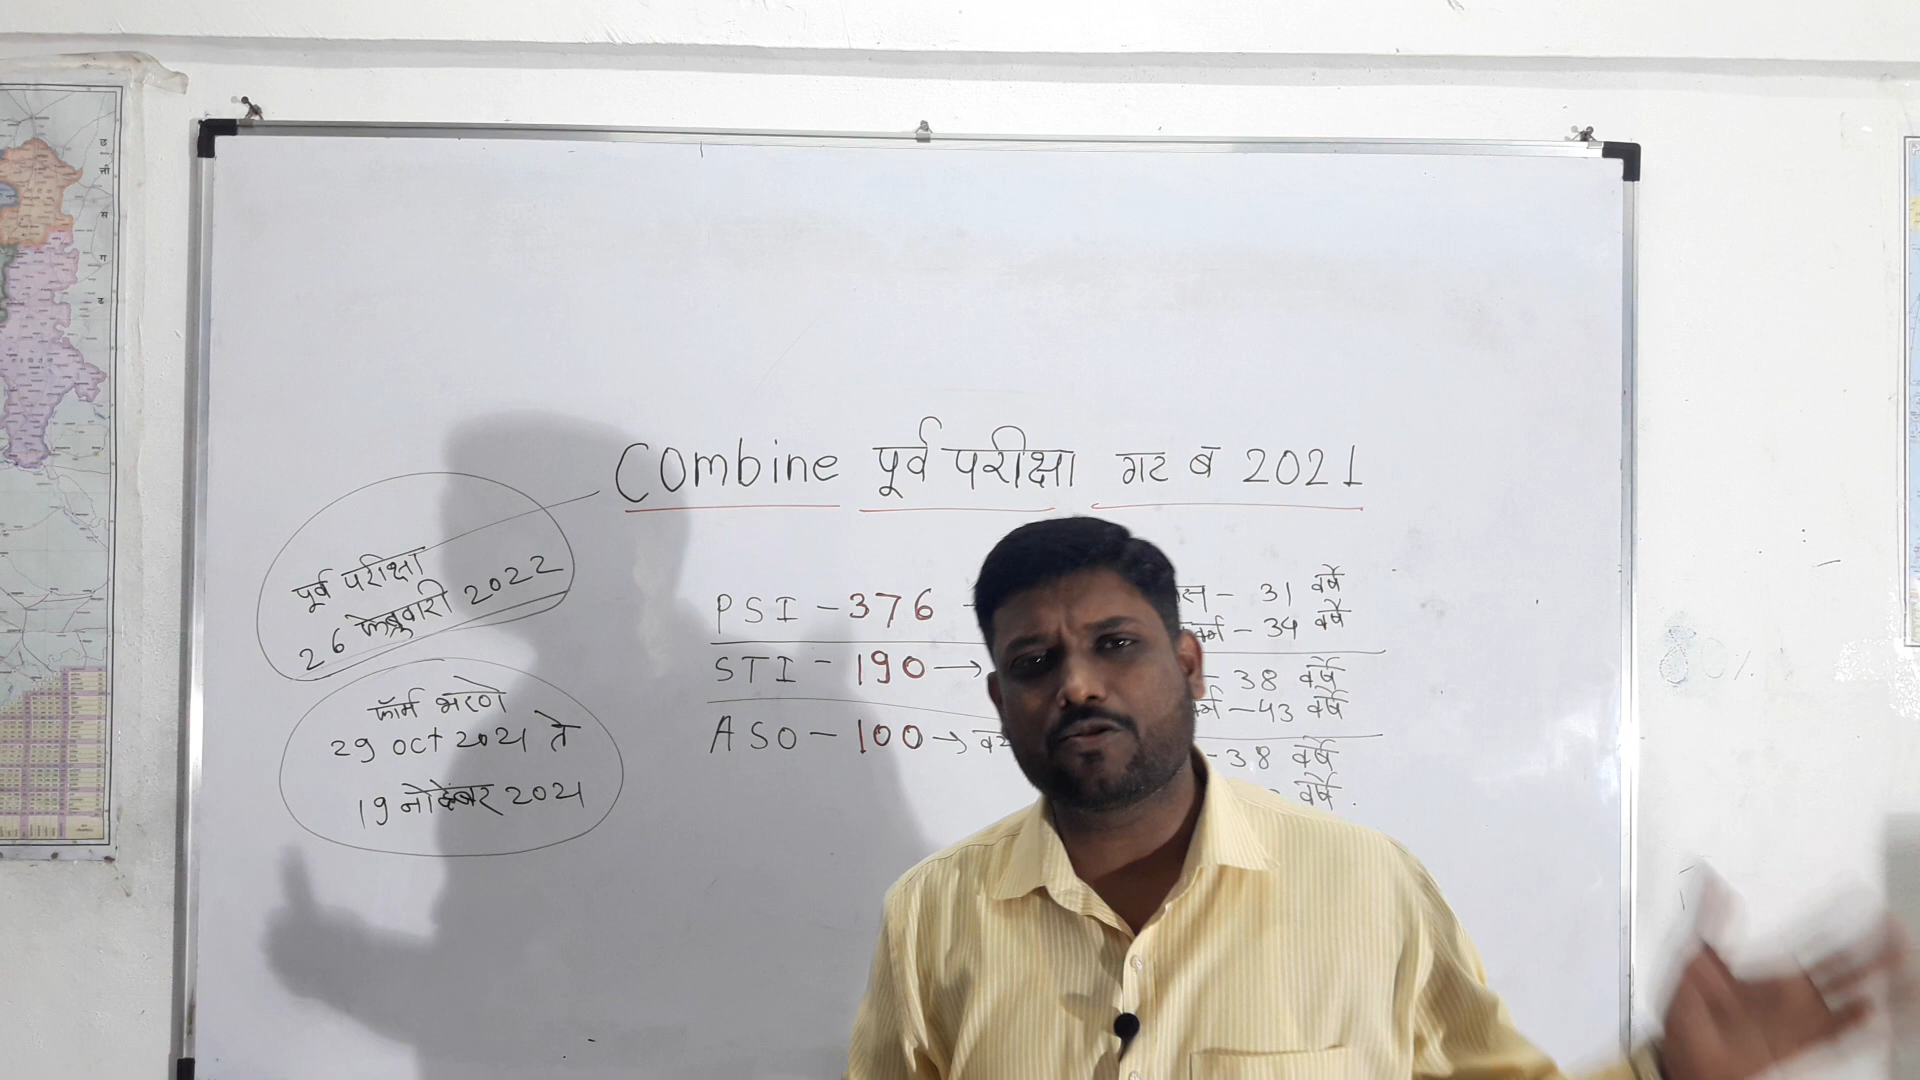 Combine पूर्व परीक्षा गट ब 2021
पूर्व परीक्षा
26 फेब्रुवारी 2022
फॉर्म भरणे
29 oct 2021 ते
19 नोव्हेंबर 2021
PSI - 376 - - 31 वर्षे
- 34 वर्षे
STI - 190 → - 38 वर्षे
- 43 वर्षे
ASO - 100 → - 38 वर्षे
- वर्षे .